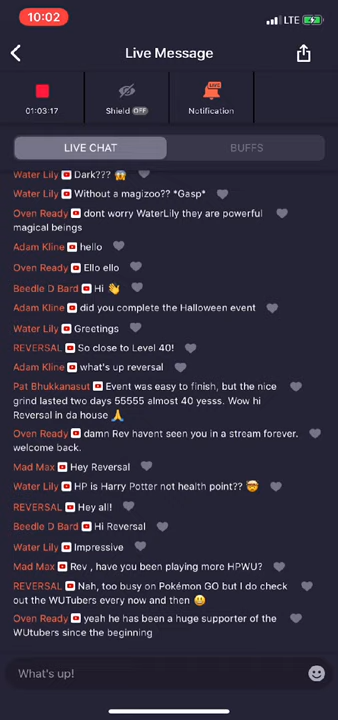 10:02
LTE
Live Message
01:03:17
Shield OFF
LIVE
Notification
LIVE CHAT
BUFFS
Water Lily Dark??? 😱
Water Lily Without a magizoo?? *Gasp*
Oven Ready dont worry WaterLily they are powerful
magical beings
Adam Kline hello
Oven Ready Ello ello
Beedle D Bard Hi 👋
Adam Kline did you complete the Halloween event
Water Lily Greetings
REVERSAL So close to Level 40!
Adam Kline what's up reversal
Pat Bhukkanasut Event was easy to finish, but the nice
grind lasted two days 55555 almost 40 yesss. Wow hi
Reversal in da house 🙏
Oven Ready damn Rev havent seen you in a stream forever.
welcome back.
Mad Max Hey Reversal
Water Lily HP is Harry Potter not health point?? 🤯
REVERSAL Hey all!
Beedle D Bard Hi Reversal
Water Lily Impressive
Mad Max Rev , have you been playing more HPWU?
REVERSAL Nah, too busy on Pokémon GO but I do check
out the WUTubers every now and then 😃
Oven Ready yeah he has been a huge supporter of the
WUtubers since the beginning
What's up!